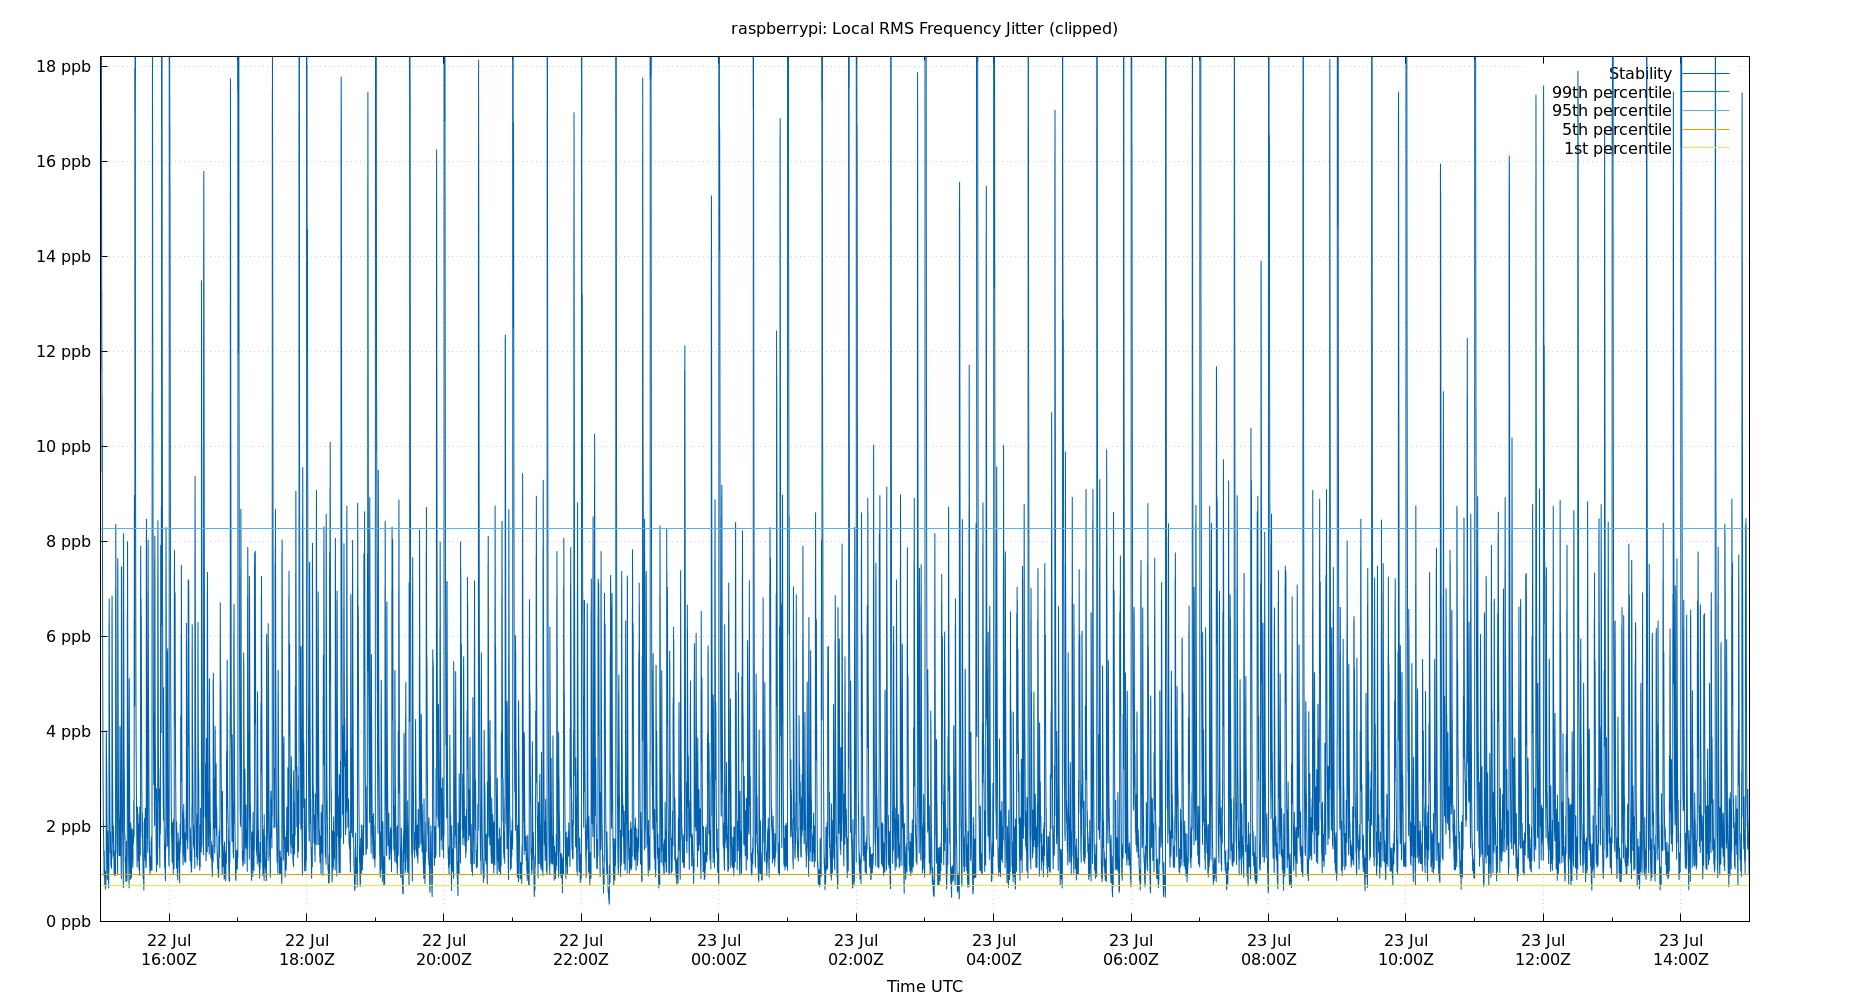 raspberrypi: Local RMS Frequency Jitter (clipped)
18 ppb
16 ppb
14 ppb
12 ppb
10 ppb
8 ppb
6 ppb
4 ppb
2 ppb
0 ppb
Stability
99th percentile
95th percentile
5th percentile
1st percentile
22 Jul 22 Jul 22 Jul 22 Jul 23 Jul 23 Jul 23 Jul 23 Jul 23 Jul 23 Jul 23 Jul 23 Jul
16:00Z 18:00Z 20:00Z 22:00Z 00:00Z 02:00Z 04:00Z 06:00Z 08:00Z 10:00Z 12:00Z 14:00Z
Time UTC